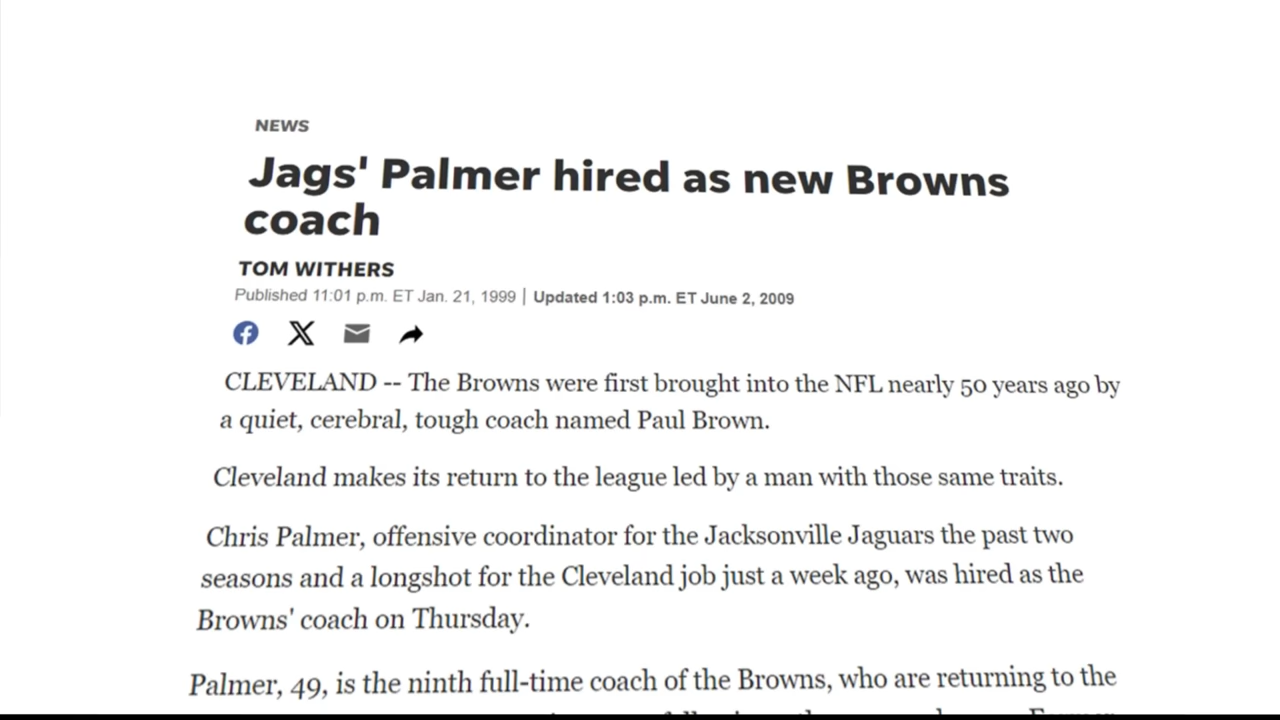 NEWS
Jags' Palmer hired as new Browns
coach
TOM WITHERS
Published 11:01 p.m. ET Jan. 21, 1999 | Updated 1:03 p.m. ET June 2, 2009
CLEVELAND -- The Browns were first brought into the NFL nearly 50 years ago by
a quiet, cerebral, tough coach named Paul Brown.
Cleveland makes its return to the league led by a man with those same traits.
Chris Palmer, offensive coordinator for the Jacksonville Jaguars the past two
seasons and a longshot for the Cleveland job just a week ago, was hired as the
Browns' coach on Thursday.
Palmer, 49, is the ninth full-time coach of the Browns, who are returning to the